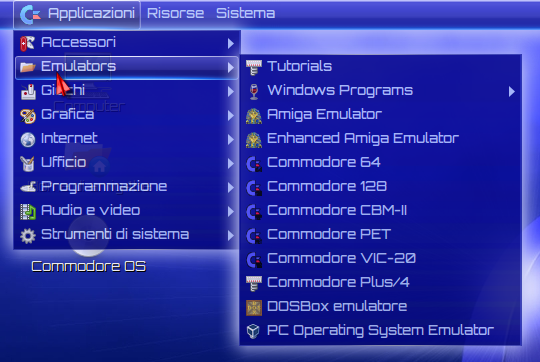 Applicazioni Risorse Sistema
Accessori
Emulators
Giochi
Computer
Grafica
Internet
Ufficio
Programmazione
Audio e video
Strumenti di sistema
Commodore OS
Tutorials
Windows Programs
Amiga Emulator
Enhanced Amiga Emulator
Commodore 64
Commodore 128
Commodore CBM-II
Commodore PET
Commodore VIC-20
Commodore Plus/4
DOSBox emulatore
PC Operating System Emulator